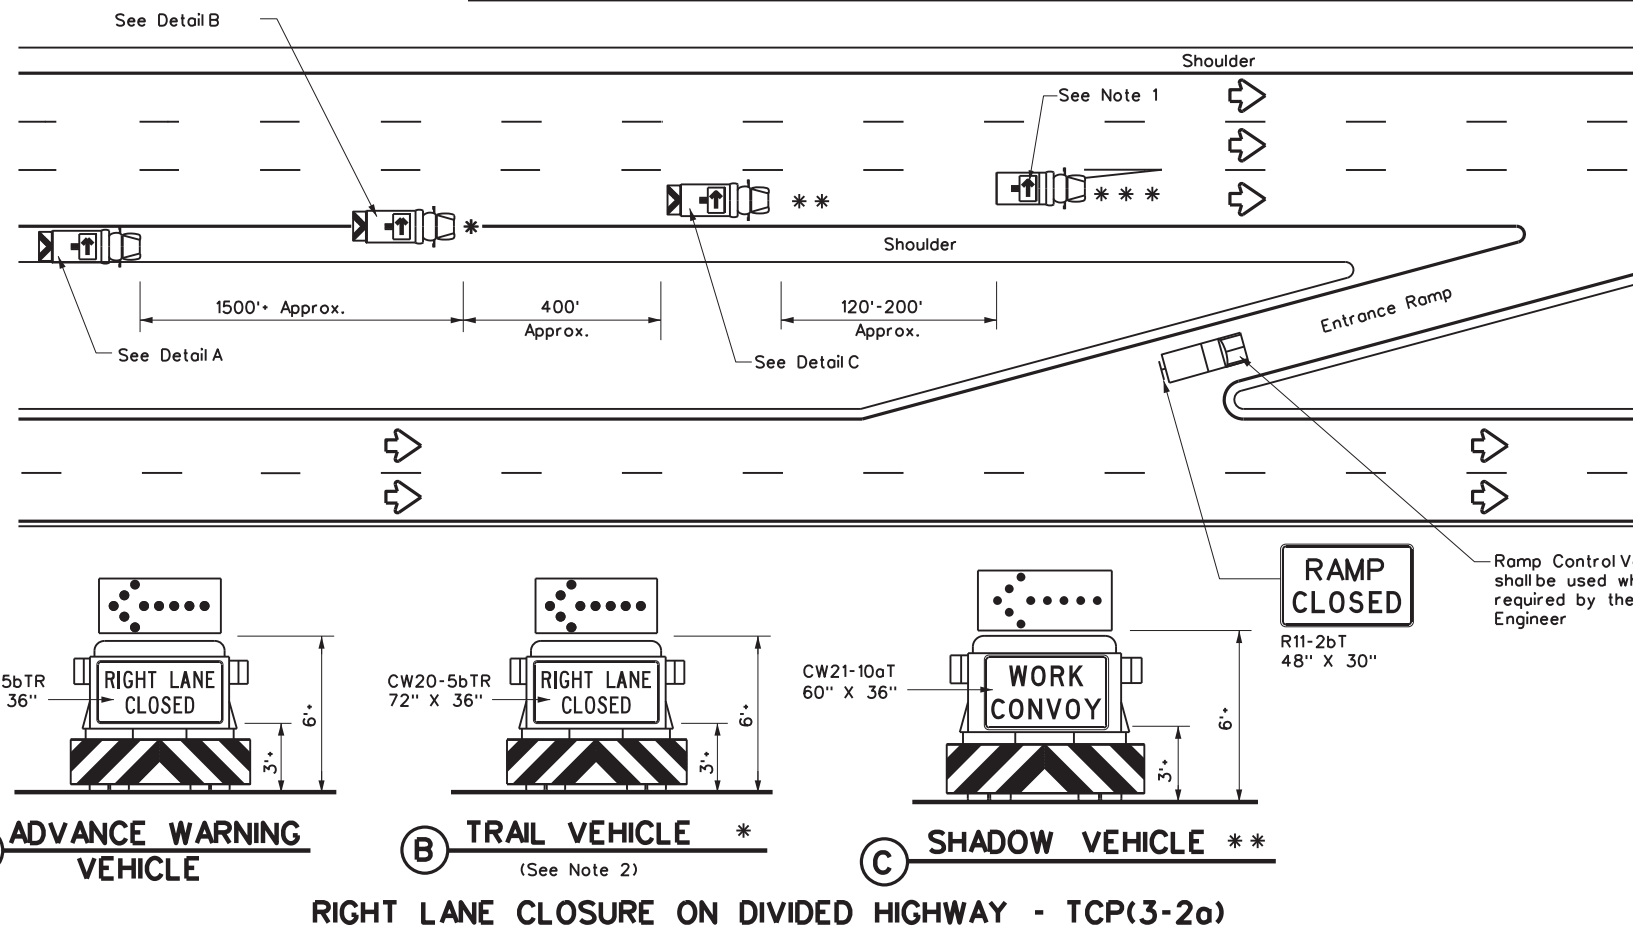 See Detail B
Shoulder
See Note 1
* *
* * *
*
Shoulder
1500'+ Approx.
400'
Approx.
120'-200'
Approx.
Entrance Ramp
See Detail A
See Detail C
RAMP
CLOSED
R11-2bT
48" X 30"
Ramp Control V
shall be used wh
required by the
Engineer
5bTR
36"
RIGHT LANE
CLOSED
3'+
6'+
CW20-5bTR
72" X 36"
RIGHT LANE
CLOSED
3'+
6'+
CW21-10aT
60" X 36"
WORK
CONVOY
3'+
6'+
ADVANCE WARNING
VEHICLE
B TRAIL VEHICLE *
(See Note 2)
C SHADOW VEHICLE * *
RIGHT LANE CLOSURE ON DIVIDED HIGHWAY - TCP(3-2a)